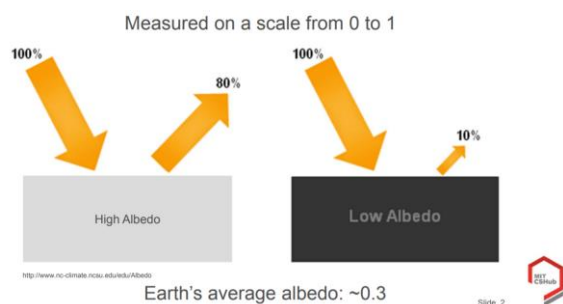 Measured on a scale from 0 to 1
100%
80%
100%
10%
High Albedo
Low Albedo
http://www.nc-climate.ncsu.edu/edu/Albedo
Earth's average albedo: ~0.3
MIT
CSHub
Slide 2